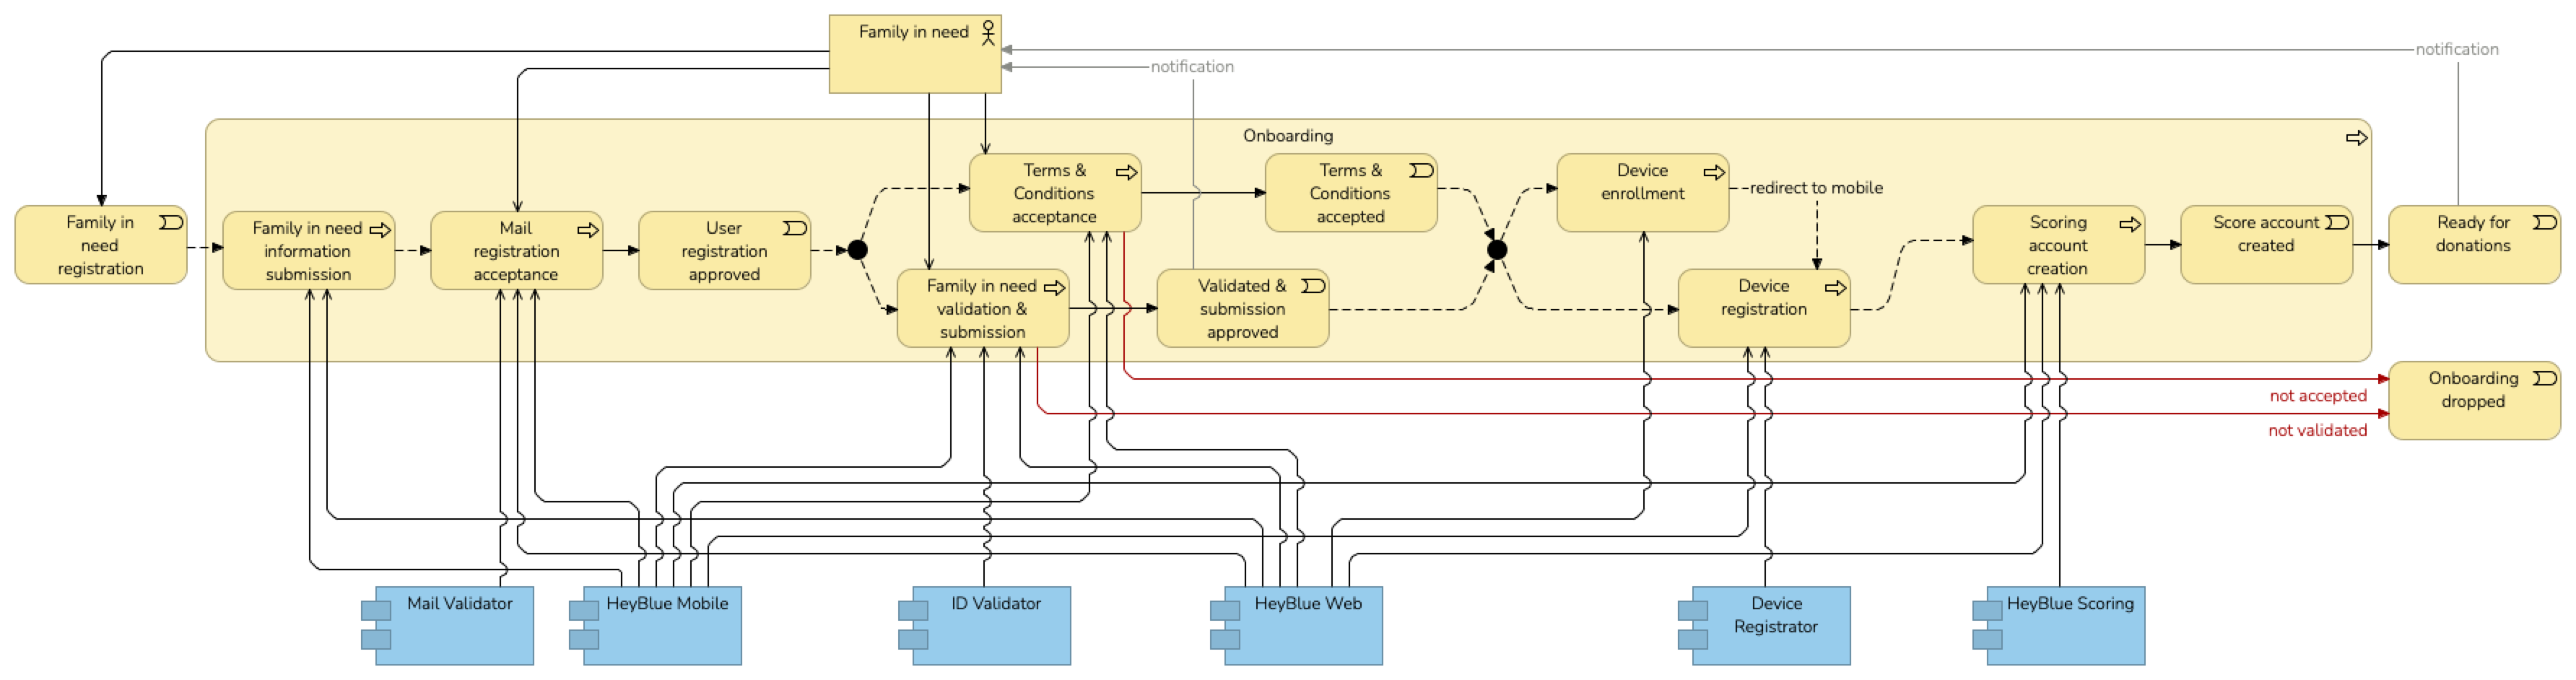 Family in need
notification
notification
Onboarding
Family in
need
registration
Family in need
information
submission
Mail
registration
acceptance
User
registration
approved
Terms &
Conditions
acceptance
Family in need
validation &
submission
Terms &
Conditions
accepted
Validated &
submission
approved
Device
enrollment
redirect to mobile
Device
registration
Scoring
account
creation
Score account
created
Ready for
donations
Onboarding
dropped
not accepted
not validated
Mail Validator
HeyBlue Mobile
ID Validator
HeyBlue Web
Device
Registrator
HeyBlue Scoring